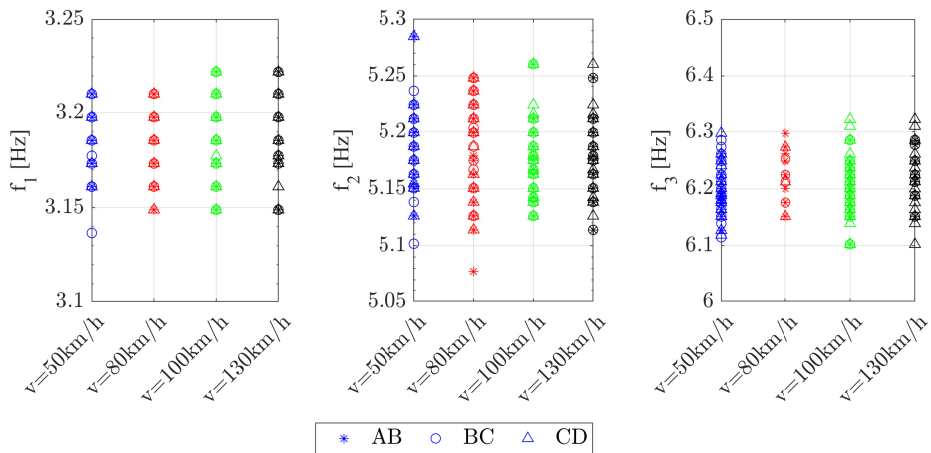 3.25
3.2
3.15
3.1
f1 [Hz]
v=50km/h
v=80km/h
v=100km/h
v=130km/h
5.3
5.25
5.2
5.15
5.1
5.05
f2 [Hz]
v=50km/h
v=80km/h
v=100km/h
v=130km/h
6.5
6.4
6.3
6.2
6.1
6
f3 [Hz]
v=50km/h
v=80km/h
v=100km/h
v=130km/h
AB BC CD